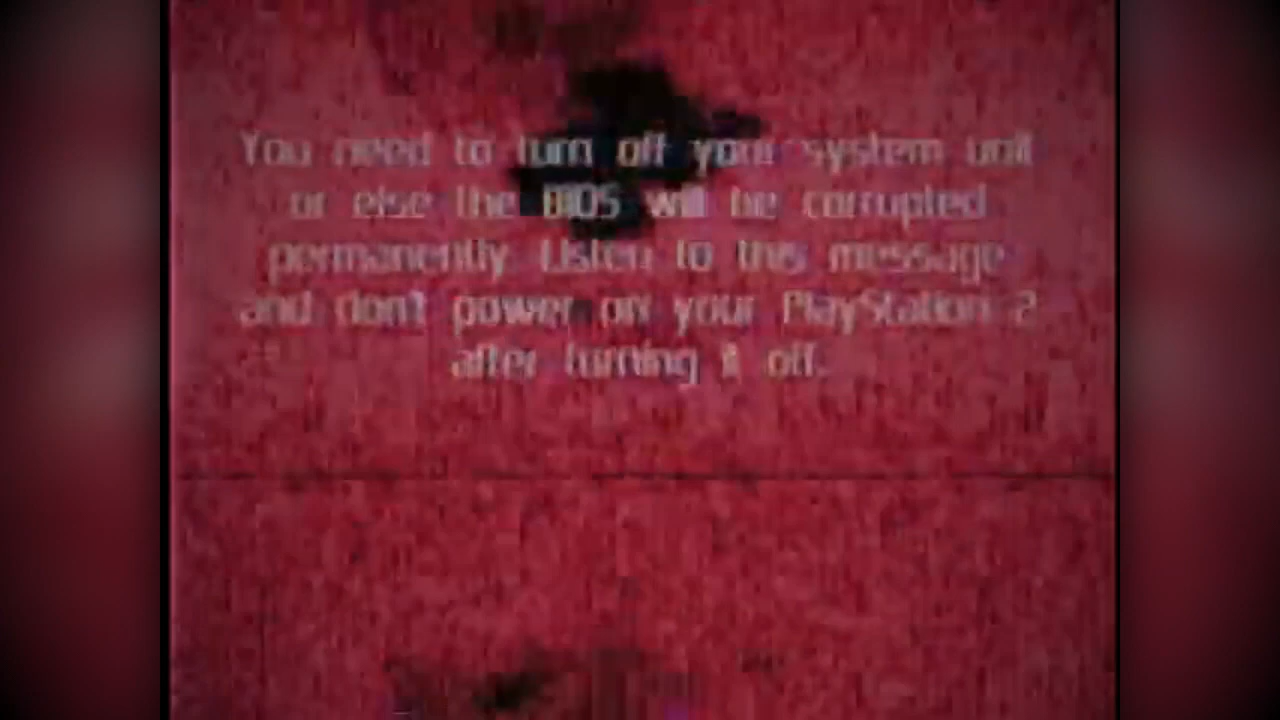 You need to turn off your system unit
or else the BIOS will be corrupted
permanently. Listen to this message
and don't power on your PlayStation 2
after turning it off.